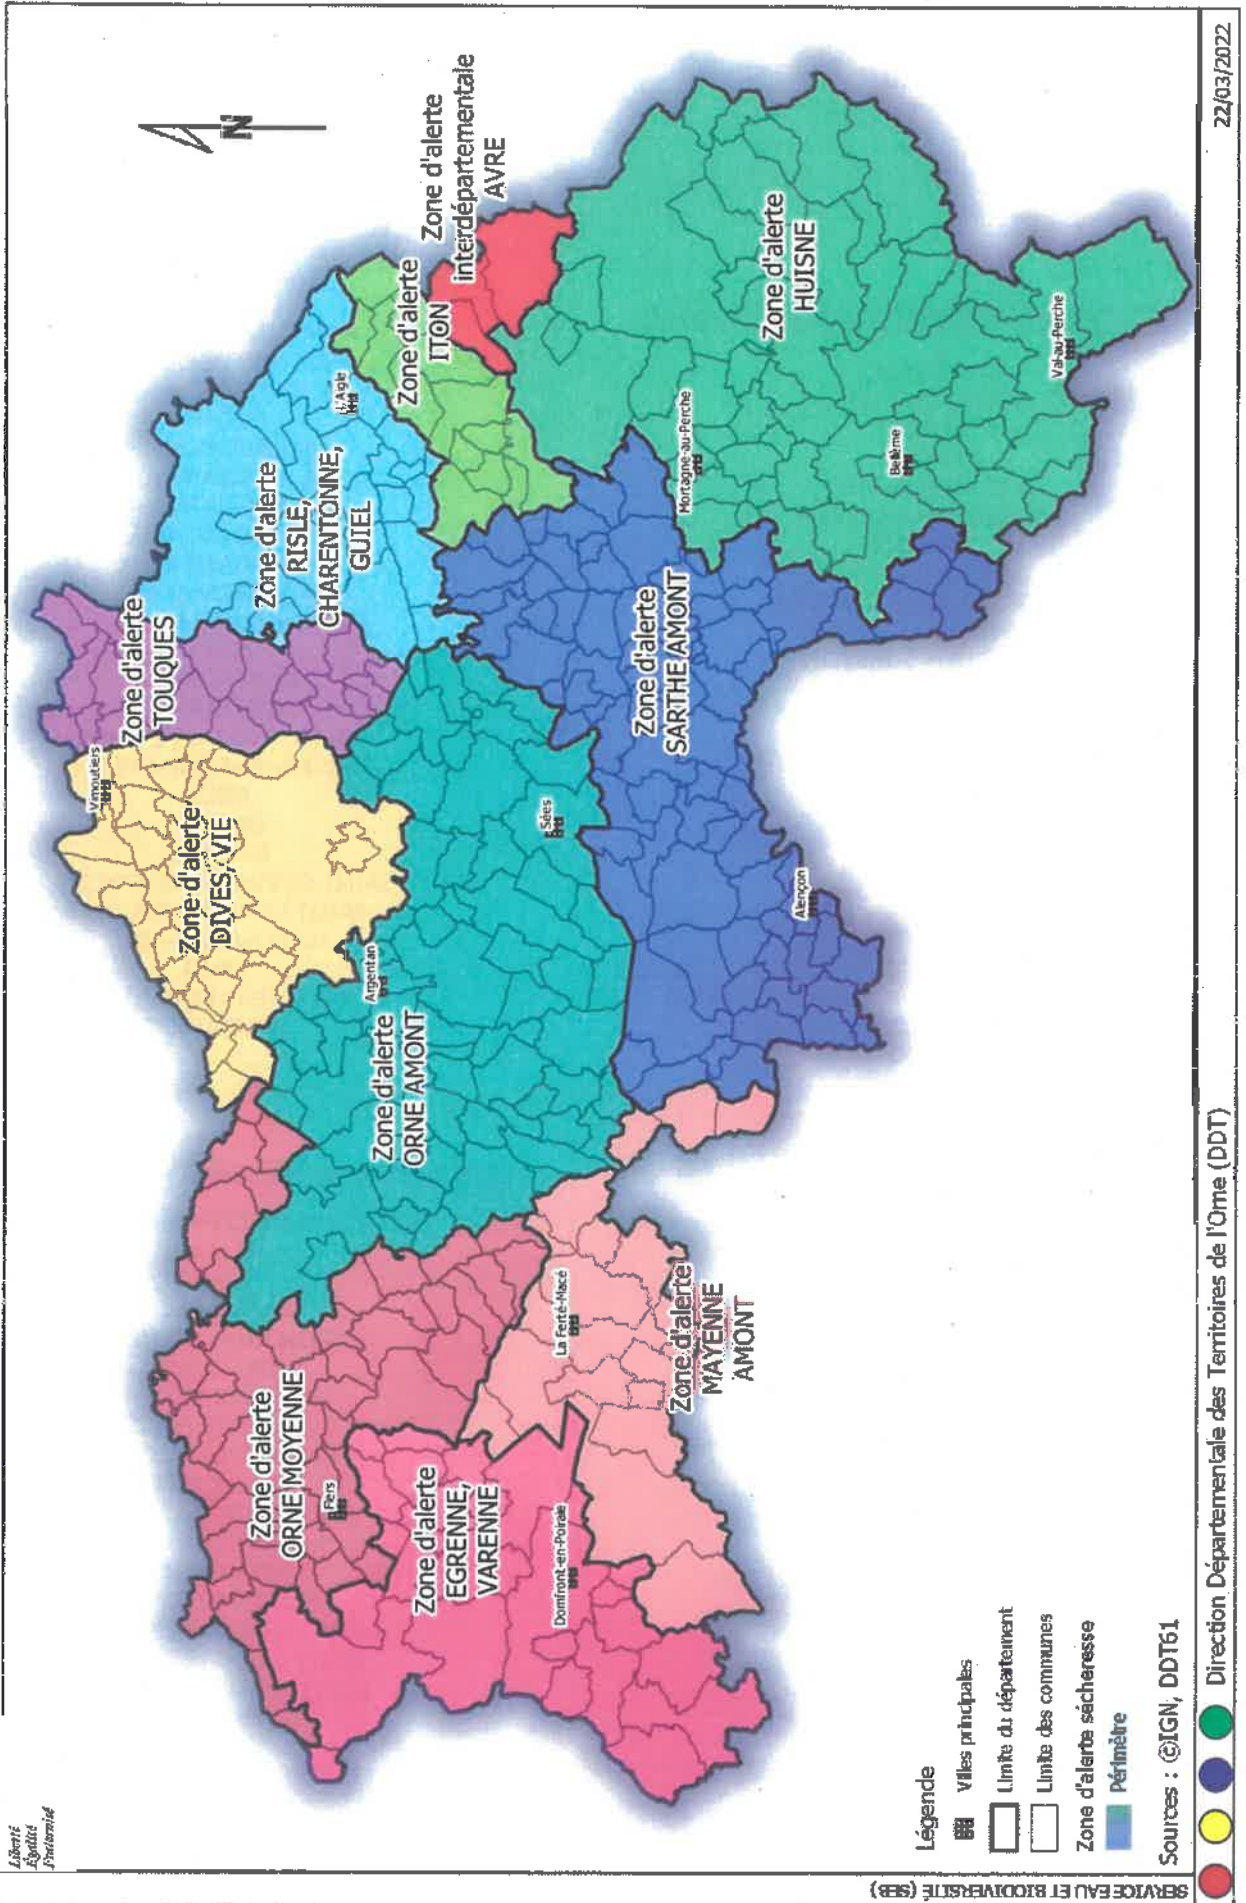 Liberté
Égalité
Fraternité
N
Zone d'alerte
TOUQUES
Vimoutiers
Zone d'alerte
DIVES, VIE
Zone d'alerte
RISLE,
CHARENTONNE,
GUIEL
L'Aigle
Zone d'alerte
ITON
Zone d'alerte
interdépartementale
AVRE
Zone d'alerte
ORNE MOYENNE
Flers
Zone d'alerte
ORNE AMONT
Argentan
Sées
Zone d'alerte
EGRENNE,
VARENNE
Domfront-en-Poiraie
La Ferté-Macé
Zone d'alerte
MAYENNE
AMONT
Zone d'alerte
SARTHE AMONT
Alençon
Mortagne-au-Perche
Zone d'alerte
HUISNE
Bellême
Val-au-Perche
Légende
Villes principales
Limite du département
Limite des communes
Zone d'alerte sécheresse
Périmètre
Sources : ©IGN, DDT61
SERVICE EAU ET BIODIVERSITÉ (SEB)
Direction Départementale des Territoires de l'Orne (DDT)
22/03/2022